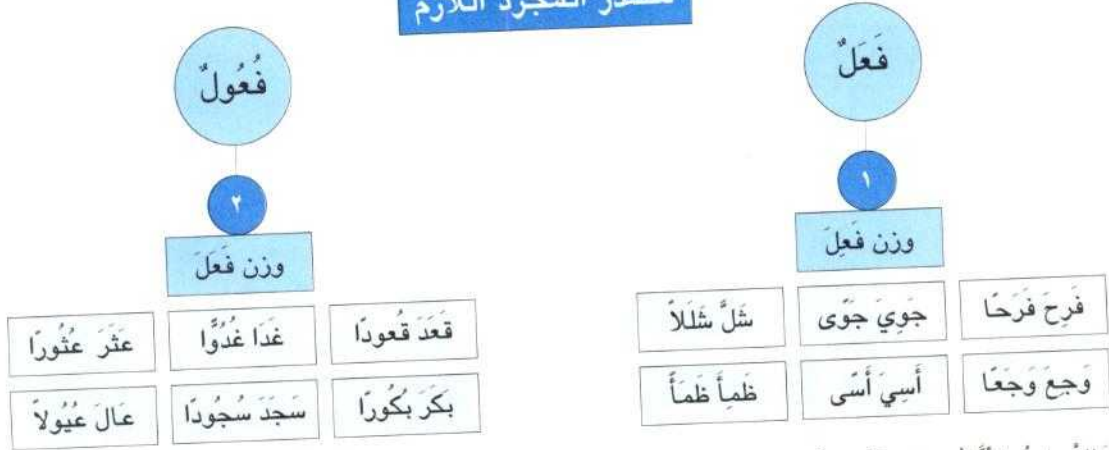 مصدر المجرد اللازم
فَعَلٌ
١
وزن فَعِلَ
فَرِحَ فَرَحًا
جَوِيَ جَوًى
شَلَّ شَلَلاً
وَجِعَ وَجَعًا
أَسِيَ أَسًى
ظَمِأَ ظَمَأً
فُعُولٌ
٢
وزن فَعَلَ
قَعَدَ قُعودًا
غَدَا غُدُوًّا
عَثَرَ عُثُورًا
بَكَرَ بُكُورًا
سَجَدَ سُجُودًا
عَالَ عُيُولاً